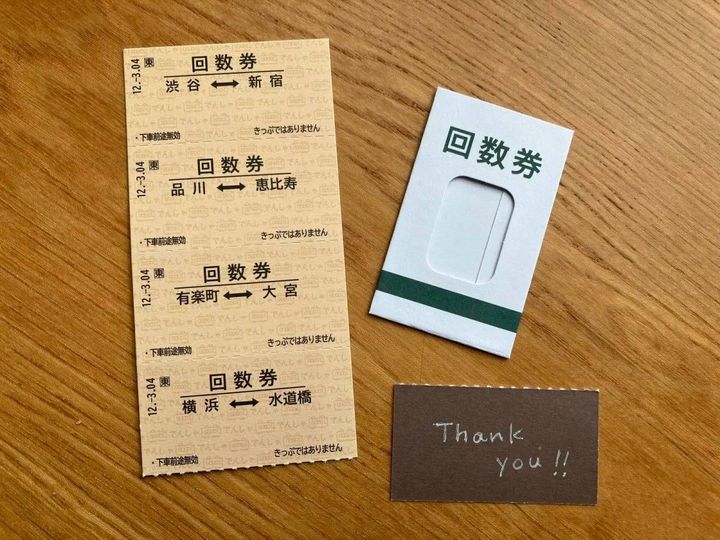 12.-3.04 東
回数券
渋谷 ↔ 新宿
・下車前途無効
きっぷではありません
12.-3.04 東
回数券
品川 ↔ 恵比寿
・下車前途無効
きっぷではありません
12.-3.04 東
回数券
有楽町 ↔ 大宮
・下車前途無効
きっぷではありません
12.-3.04 東
回数券
横浜 ↔ 水道橋
・下車前途無効
きっぷではありません
回数券
Thank
you!!